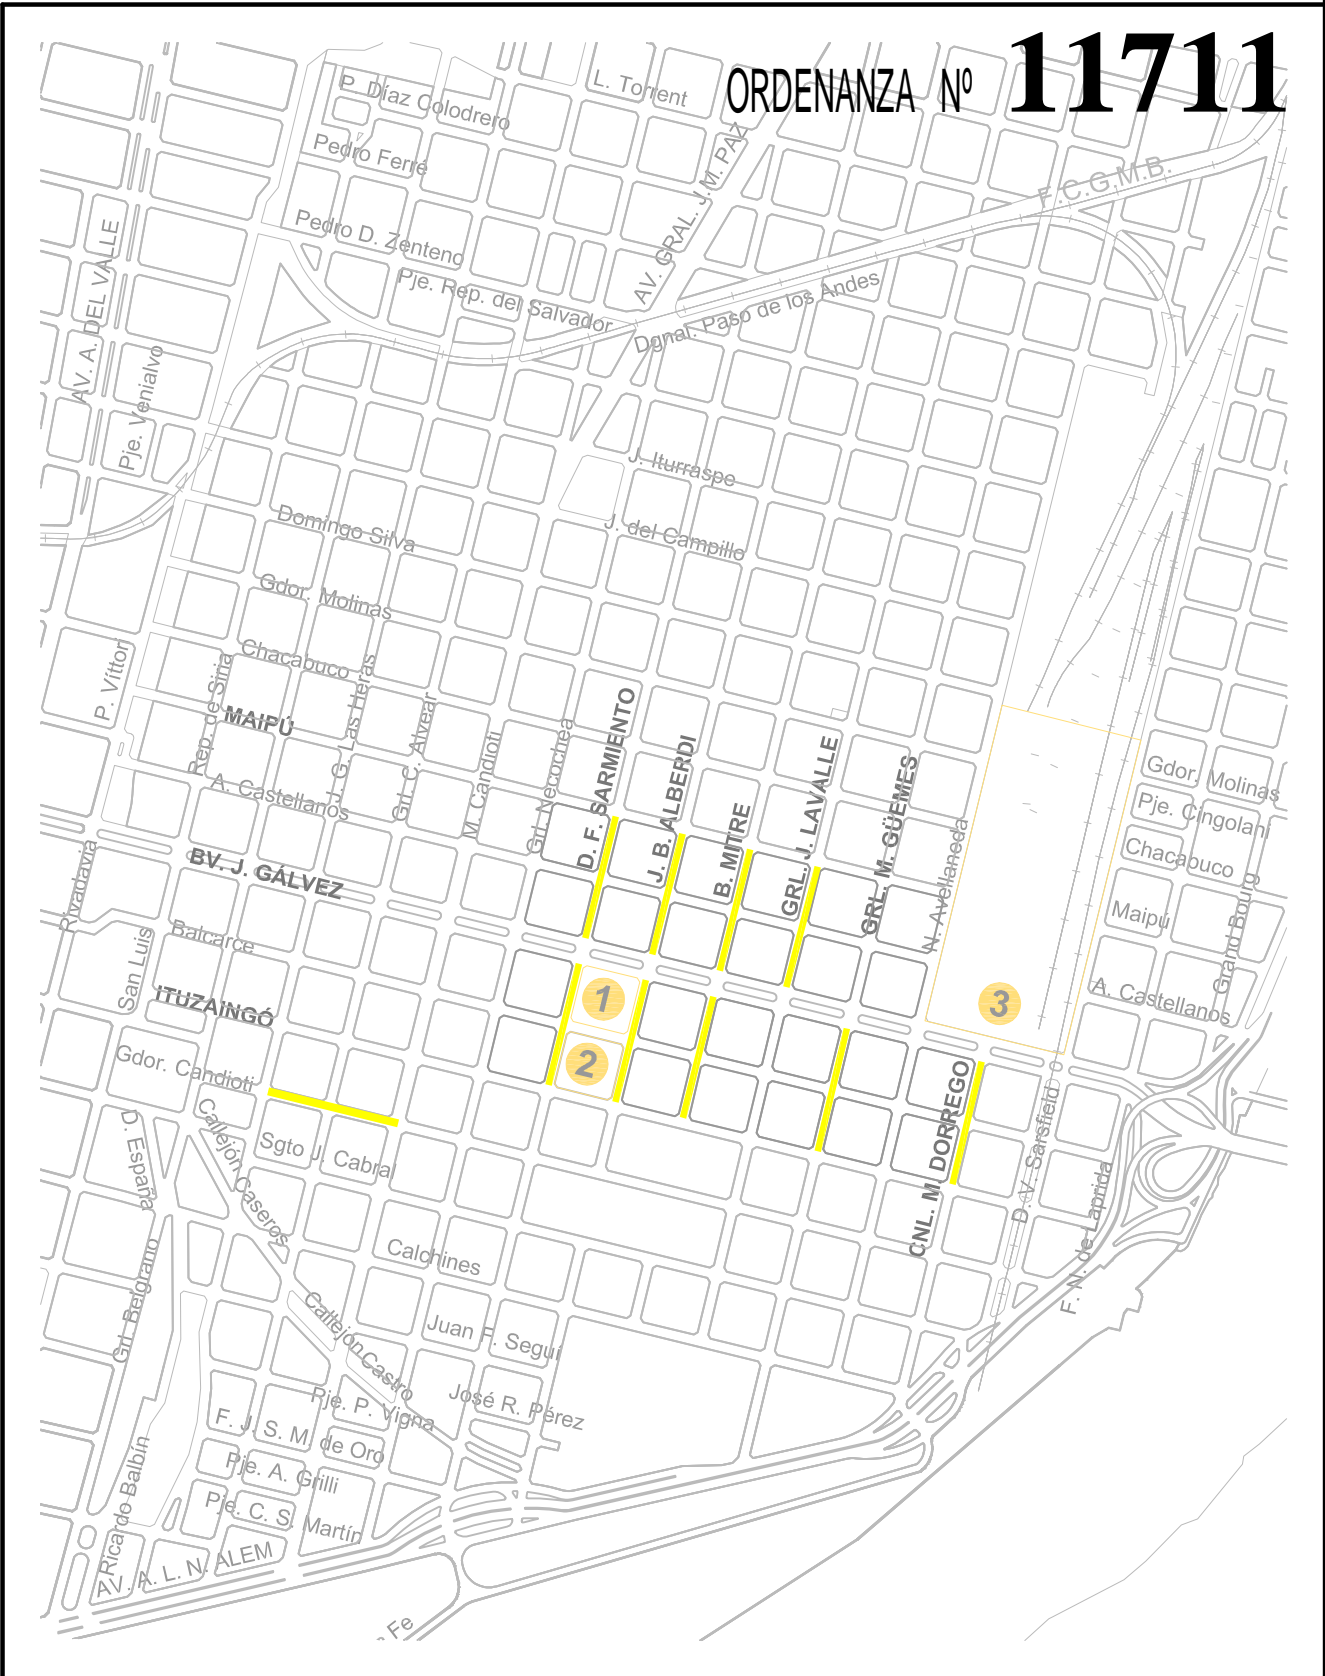 ORDENANZA Nº 11711
L. Torrent
P. Díaz Colodrero
Pedro Ferré
AV. GRAL. J.M. PAZ
F.C.G.M.B.
Pedro D. Zenteno
AV. A. DEL VALLE
Pje. Rep. del Salvador
Dgnal. Paso de los Andes
Pje. Venialvo
J. Iturraspe
Domingo Silva
J. del Campillo
Gdor. Molinas
Chacabuco
P. Víttori
Rep. de Siria
MAIPÚ
J. G. Las Heras
Grl. C. Alvear
M. Candioti
Grl. Necochea
D. F. SARMIENTO
J. B. ALBERDI
B. MITRE
GRL. J. LAVALLE
GRL. M. GÜEMES
N. Avellaneda
Gdor. Molinas
Pje. Cingolani
Chacabuco
A. Castellanos
BV. J. GÁLVEZ
Rivadavia
Maipú
Grand Bourg
Balcarce
San Luis
ITUZAINGÓ
1
3
A. Castellanos
2
Gdor. Candioti
CNL. M. DORREGO
D. V. Sarsfield
D. España
Callejón Caseros
Sgto J. Cabral
F. N. de Laprida
Calchines
Grl. Belgrano
Callejón Castro
Juan F. Seguí
José R. Pérez
Pje. P. Vigna
F. J. S. M. de Oro
Pje. A. Grilli
Ricardo Balbín
Pje. C. S. Martín
AV. A. L. N. ALEM
Fe